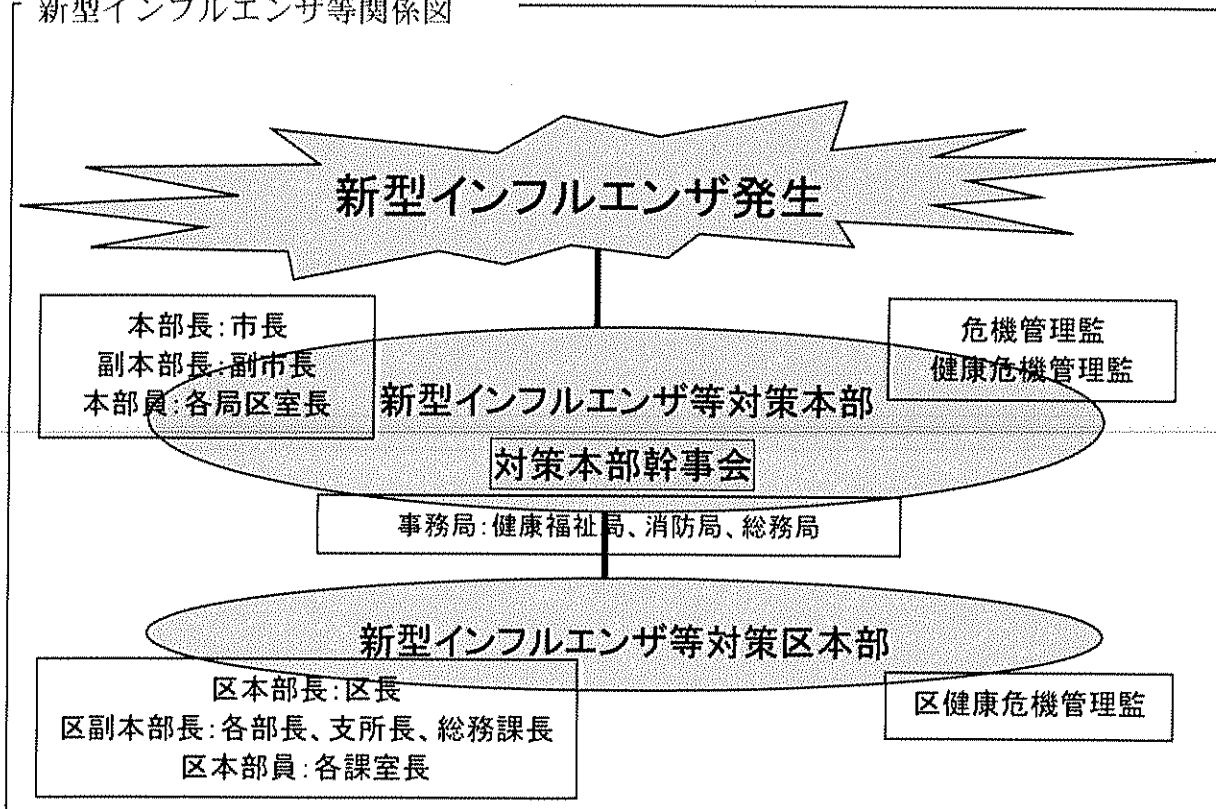 新型インフルエンザ等関係図
新型インフルエンザ発生
本部長:市長
副本部長:副市長
本部員:各局区室長
危機管理監
健康危機管理監
新型インフルエンザ等対策本部
対策本部幹事会
事務局:健康福祉局、消防局、総務局
新型インフルエンザ等対策区本部
区本部長:区長
区副本部長:各部長、支所長、総務課長
区本部員:各課室長
区健康危機管理監